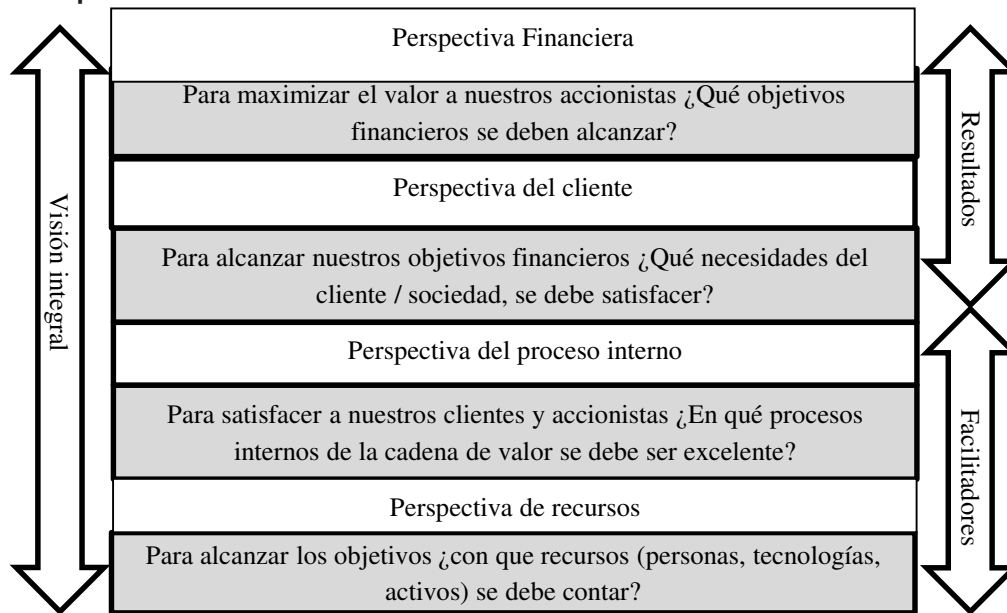 Perspectiva Financiera
Para maximizar el valor a nuestros accionistas ¿Qué objetivos
financieros se deben alcanzar?
Perspectiva del cliente
Para alcanzar nuestros objetivos financieros ¿Qué necesidades del
cliente / sociedad, se debe satisfacer?
Perspectiva del proceso interno
Para satisfacer a nuestros clientes y accionistas ¿En qué procesos
internos de la cadena de valor se debe ser excelente?
Perspectiva de recursos
Para alcanzar los objetivos ¿con que recursos (personas, tecnologías,
activos) se debe contar?
Visión integral
Resultados
Facilitadores